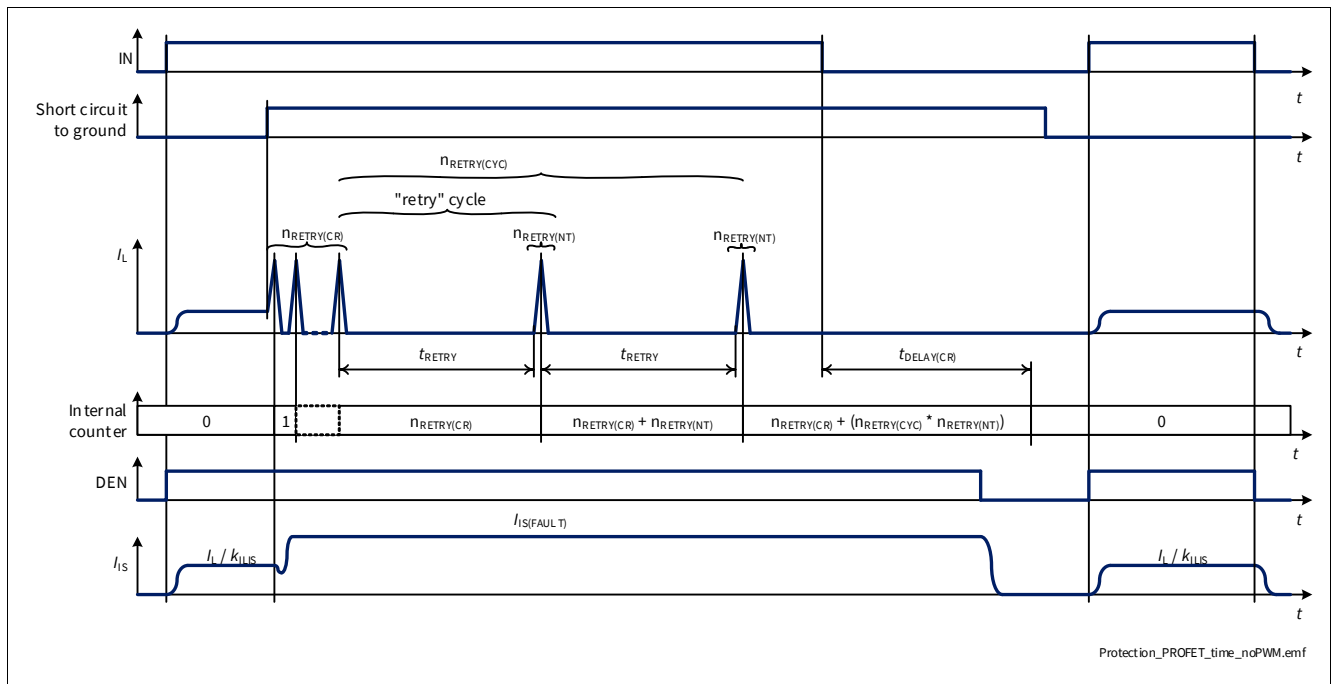 IN
t
Short circuit
to ground
t
nRETRY(CYC)
"retry" cycle
nRETRY(CR)
nRETRY(NT)
nRETRY(NT)
IL
t
tRETRY
tRETRY
tDELAY(CR)
Internal
counter
0
1
nRETRY(CR)
nRETRY(CR) + nRETRY(NT)
nRETRY(CR) + (nRETRY(CYC) * nRETRY(NT))
0
t
DEN
t
IIS(FAULT)
IIS
IL / kILIS
IL / kILIS
t
Protection_PROFET_time_noPWM.emf